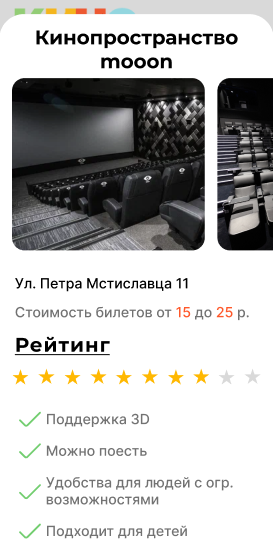 Кинопространство
mooon
Ул. Петра Мстиславца 11
Стоимость билетов от 15 до 25 р.
Рейтинг
Поддержка 3D
Можно поесть
Удобства для людей с огр.
возможностями
Подходит для детей